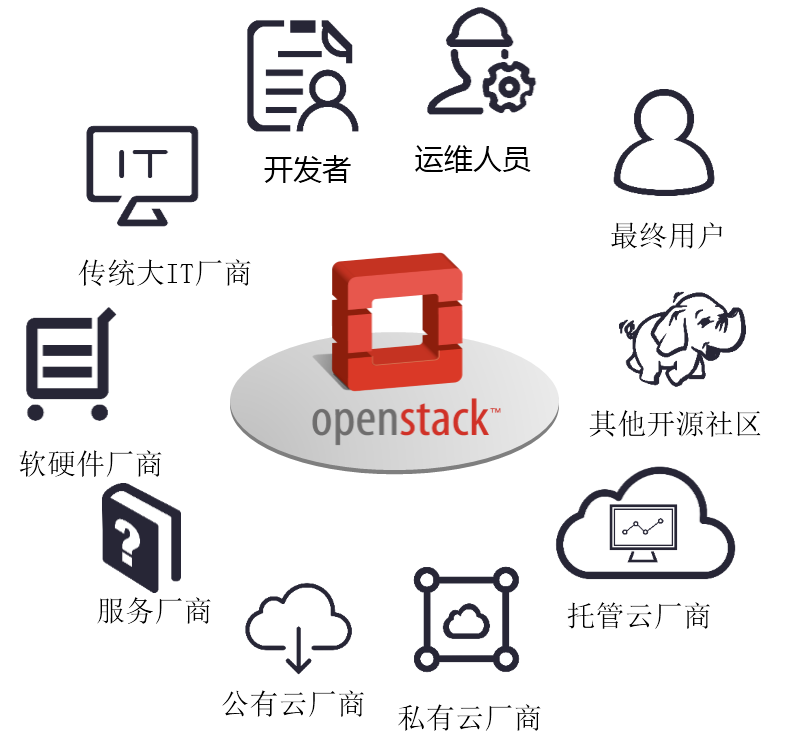 运维人员
开发者
IT
最终用户
传统大IT厂商
openstack™
其他开源社区
软硬件厂商
?
服务厂商
托管云厂商
公有云厂商
私有云厂商